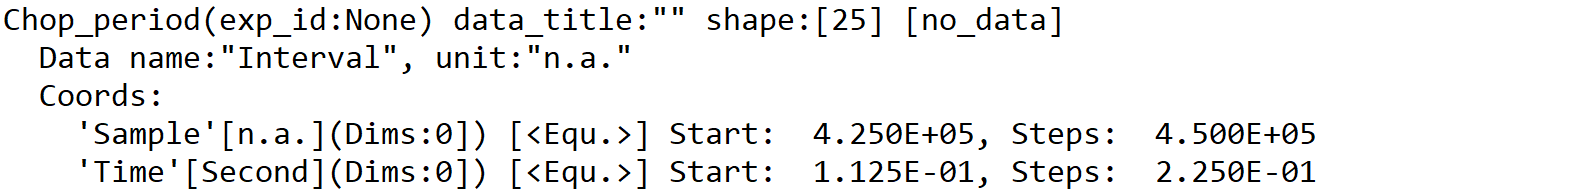 Chop_period(exp_id:None) data_title:"" shape:[25] [no_data]
  Data name:"Interval", unit:"n.a."
  Coords:
    'Sample'[n.a.](Dims:0]) [<Equ.>] Start:  4.250E+05, Steps:  4.500E+05
    'Time'[Second](Dims:0]) [<Equ.>] Start:  1.125E-01, Steps:  2.250E-01